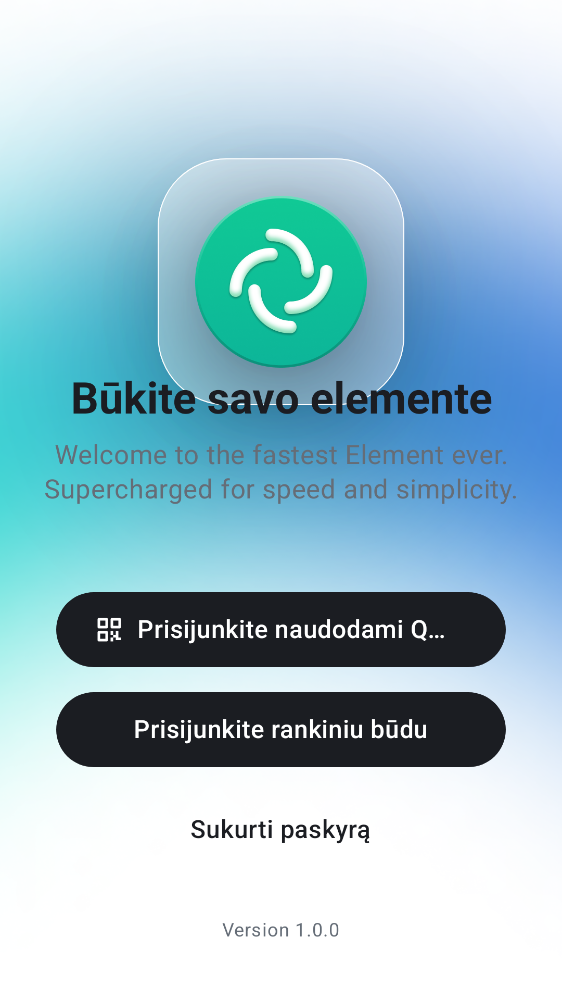 Būkite savo elemente
Welcome to the fastest Element ever.
Supercharged for speed and simplicity.
Prisijunkite naudodami Q…
Prisijunkite rankiniu būdu
Sukurti paskyrą
Version 1.0.0